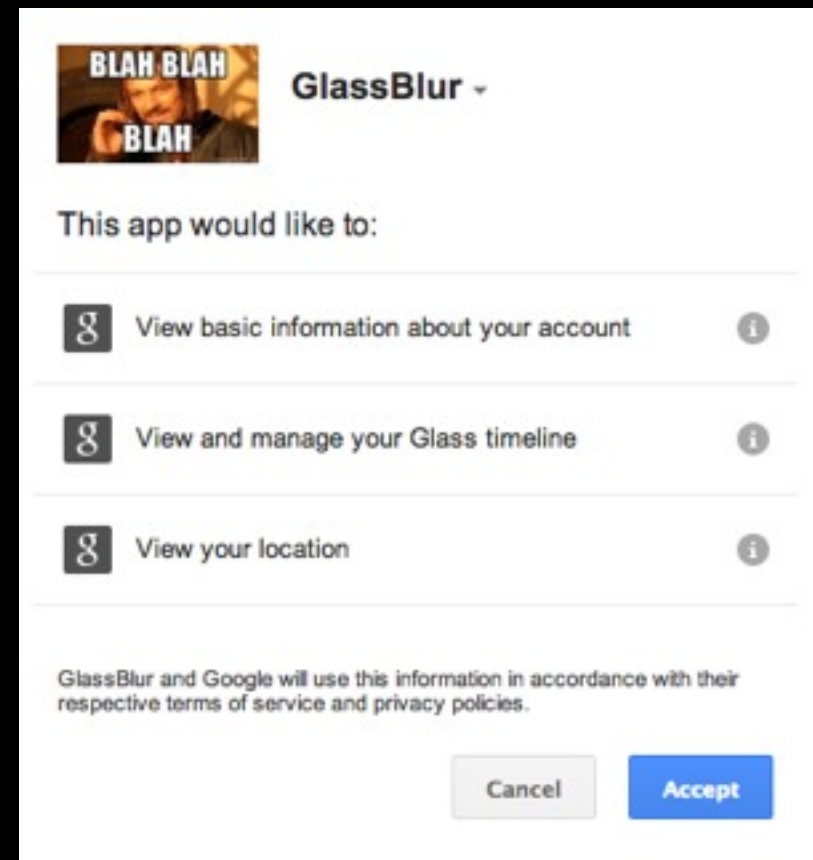 BLAH BLAH
BLAH
GlassBlur
This app would like to:
g View basic information about your account i
g View and manage your Glass timeline i
g View your location i
GlassBlur and Google will use this information in accordance with their
respective terms of service and privacy policies.
Cancel Accept